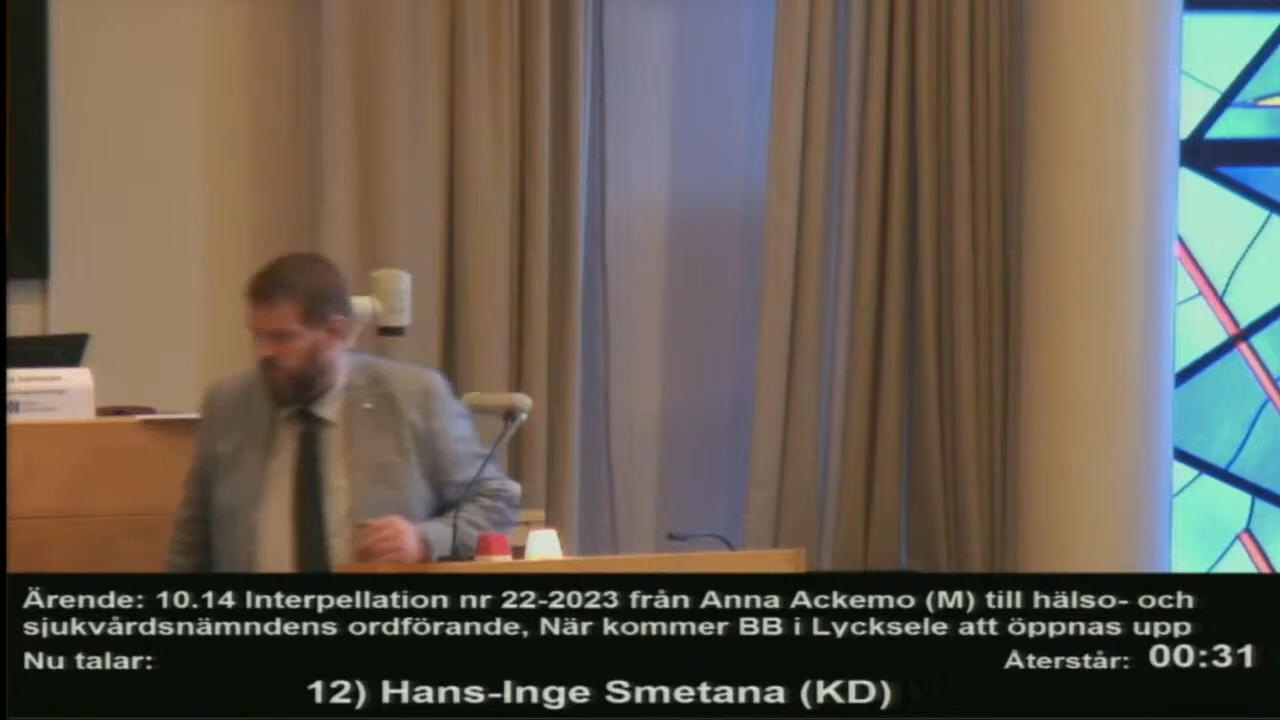 Ärende: 10.14 Interpellation nr 22-2023 från Anna Ackemo (M) till hälso- och
sjukvårdsnämndens ordförande, När kommer BB i Lycksele att öppnas upp
Nu talar:
Återstår: 00:31
12) Hans-Inge Smetana (KD)